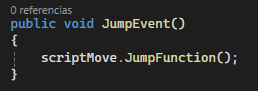 0 referencias
public void JumpEvent()
{
scriptMove.JumpFunction();
}